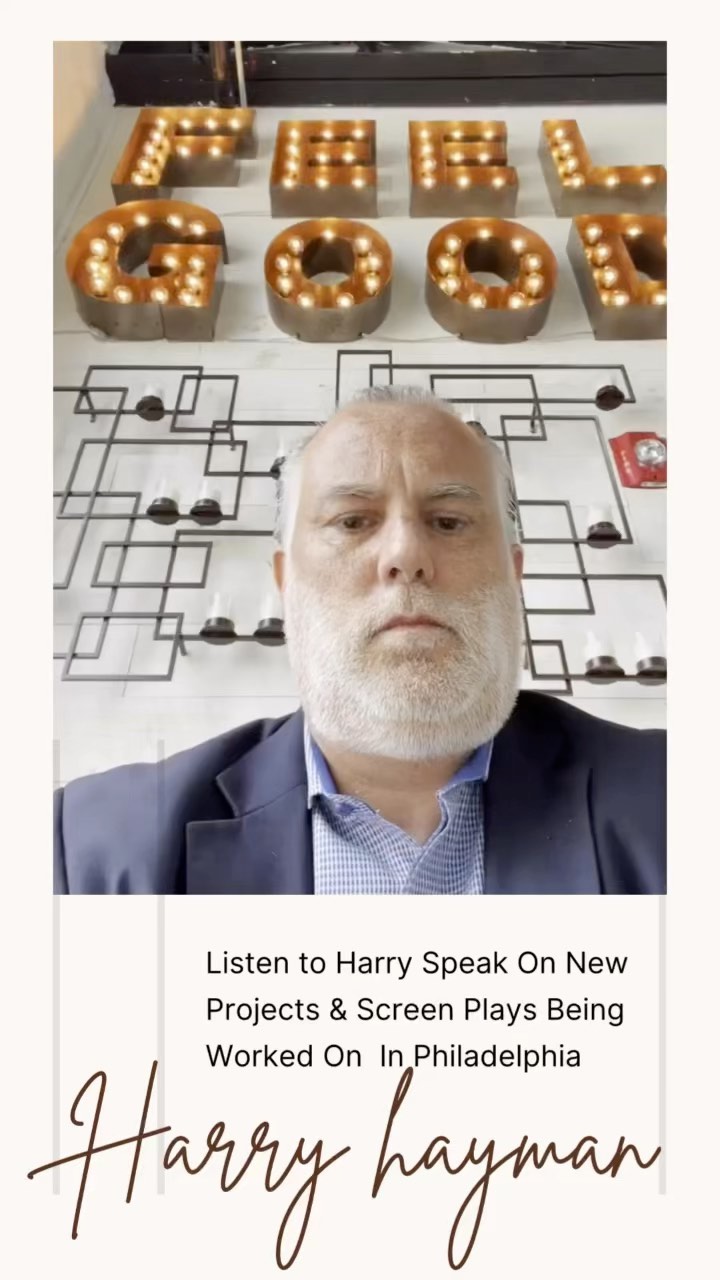 FEEL
GOOD
Listen to Harry Speak On New
Projects & Screen Plays Being
Worked On  In Philadelphia
Harry hayman